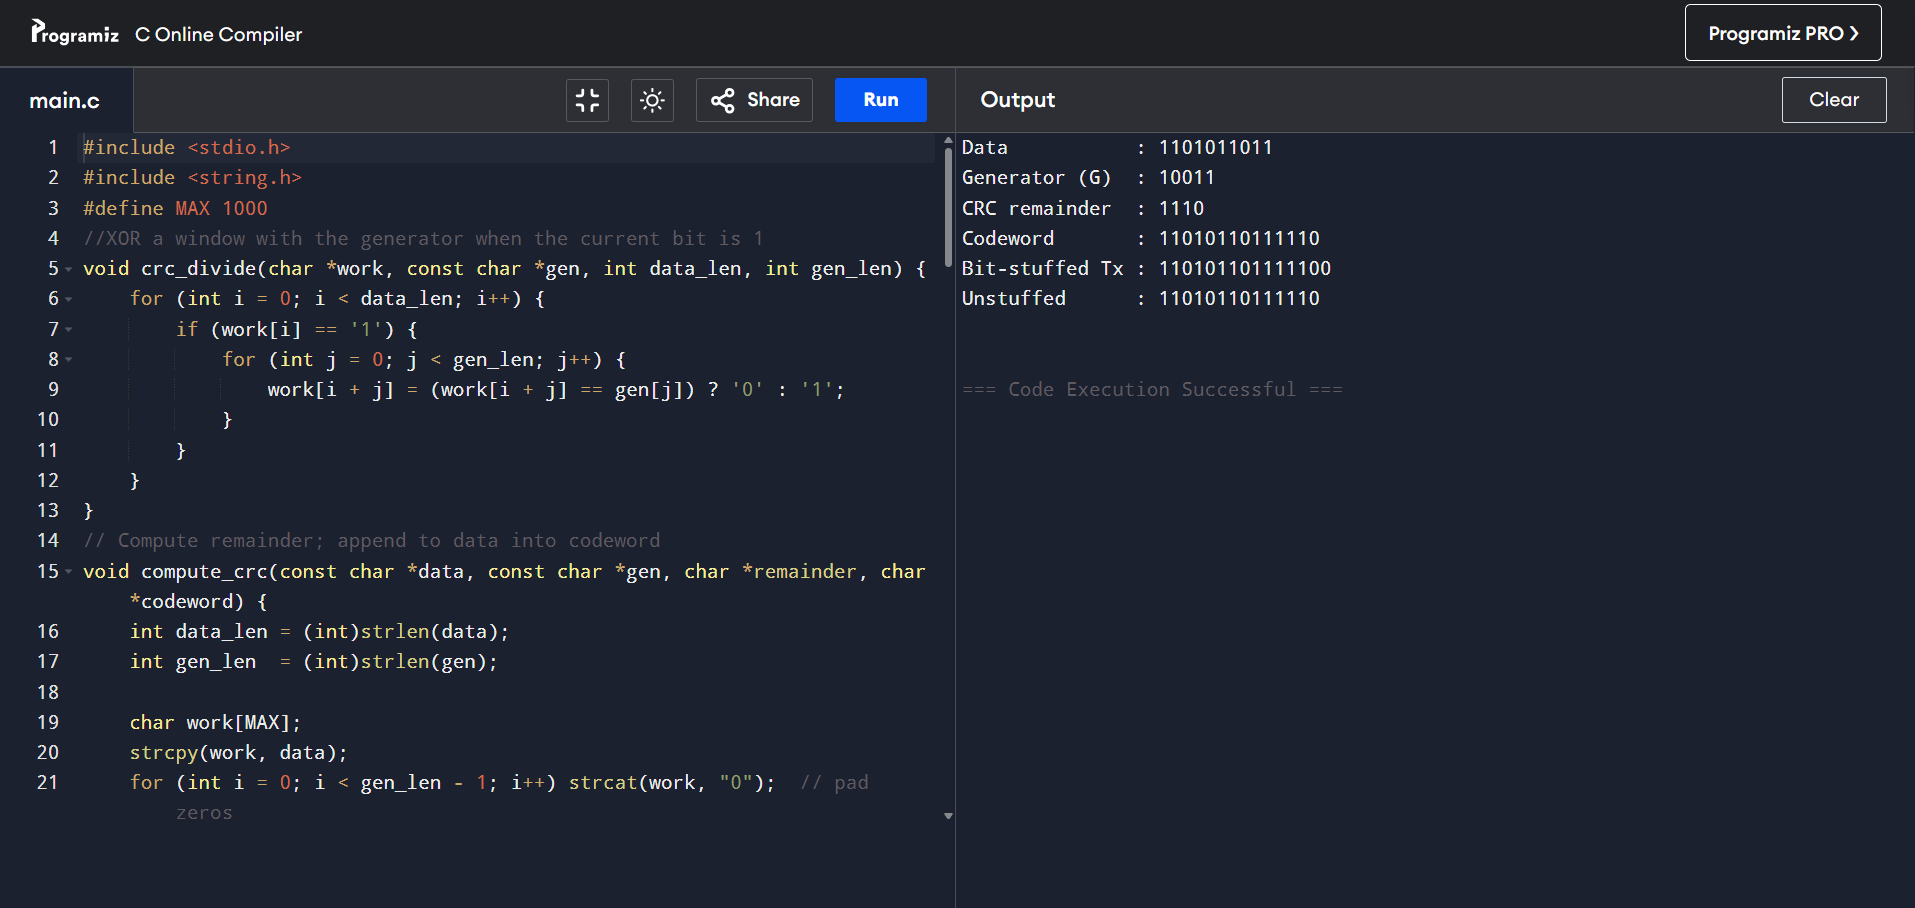 Programiz C Online Compiler
Programiz PRO ❯
main.c
Share
Run
Output
Clear
1 #include <stdio.h>
2 #include <string.h>
3 #define MAX 1000
4 //XOR a window with the generator when the current bit is 1
5 void crc_divide(char *work, const char *gen, int data_len, int gen_len) {
6     for (int i = 0; i < data_len; i++) {
7         if (work[i] == '1') {
8             for (int j = 0; j < gen_len; j++) {
9                 work[i + j] = (work[i + j] == gen[j]) ? '0' : '1';
10             }
11         }
12     }
13 }
14 // Compute remainder; append to data into codeword
15 void compute_crc(const char *data, const char *gen, char *remainder, char
    *codeword) {
16     int data_len = (int)strlen(data);
17     int gen_len  = (int)strlen(gen);
18
19     char work[MAX];
20     strcpy(work, data);
21     for (int i = 0; i < gen_len - 1; i++) strcat(work, "0");  // pad
        zeros
Data           : 1101011011
Generator (G)  : 10011
CRC remainder  : 1110
Codeword       : 11010110111110
Bit-stuffed Tx : 110101101111100
Unstuffed      : 11010110111110
=== Code Execution Successful ===